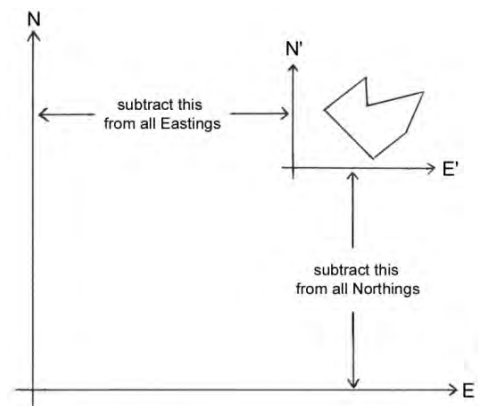 N
N'
subtract this
from all Eastings
E'
subtract this
from all Northings
E